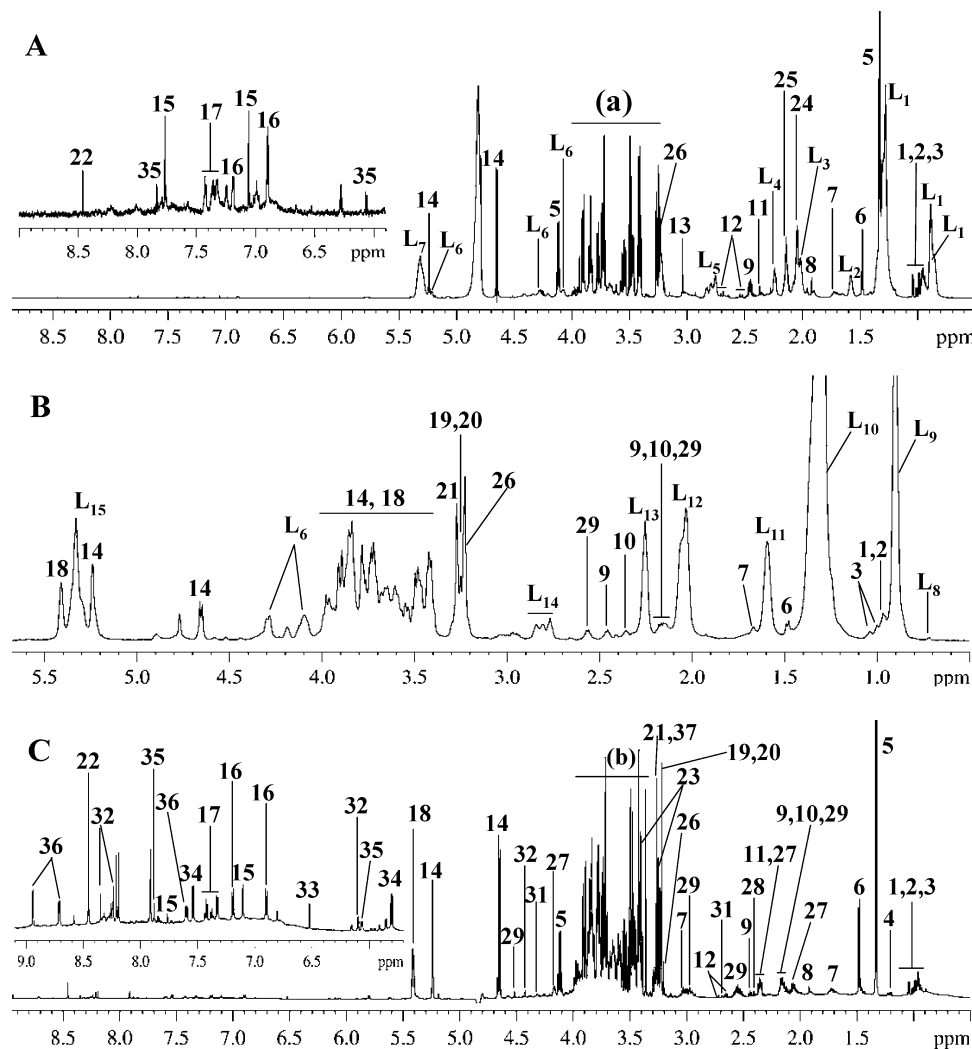 A
5
15
15
25
(a)
L1
17
16
24
22
L6
26
1,2,3
L3
35
16
35
14
L4
14
11
7
L1
L7
L6
L6
5
13
12
6
L1
L5
9
8
L2
8.0 7.0 6.5 ppm
8.5 8.0 7.5 7.0 6.5 6.0 5.5 5.0 4.5 4.0 3.5 3.0 2.5 2.0 1.5 ppm
B
19,20
9,10,29
L10
L9
14, 18
21
26
L15
L6
L13
L12
29
10
L11
1,2
14
9
7
3
18
14
L14
6
L8
5.5 5.0 4.5 4.0 3.5 3.0 2.5 2.0 1.5 1.0 ppm
C
21,37
22
35
(b)
19,20
5
16
36
16
23
32
17
32
18
9,10,29
36
35
14
26
34
32
27
11,27
15
15
33
34
14
31
29
28
27
6
1,2,3
29
5
7
31
9
4
12
29
8
7
9.0 8.5 8.0 7.5 7.0 6.5 6.0 ppm
8.5 8.0 7.5 7.0 6.5 6.0 5.5 5.0 4.5 4.0 3.5 3.0 2.5 2.0 1.5 ppm